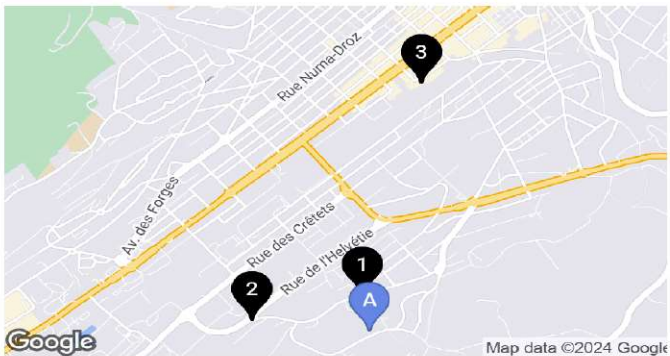 3
Rue Numa-Droz
Av. des Forges
Rue des Crêtets
Rue de l'Helvétie
1
2
A
Google
Map data ©2024 Google